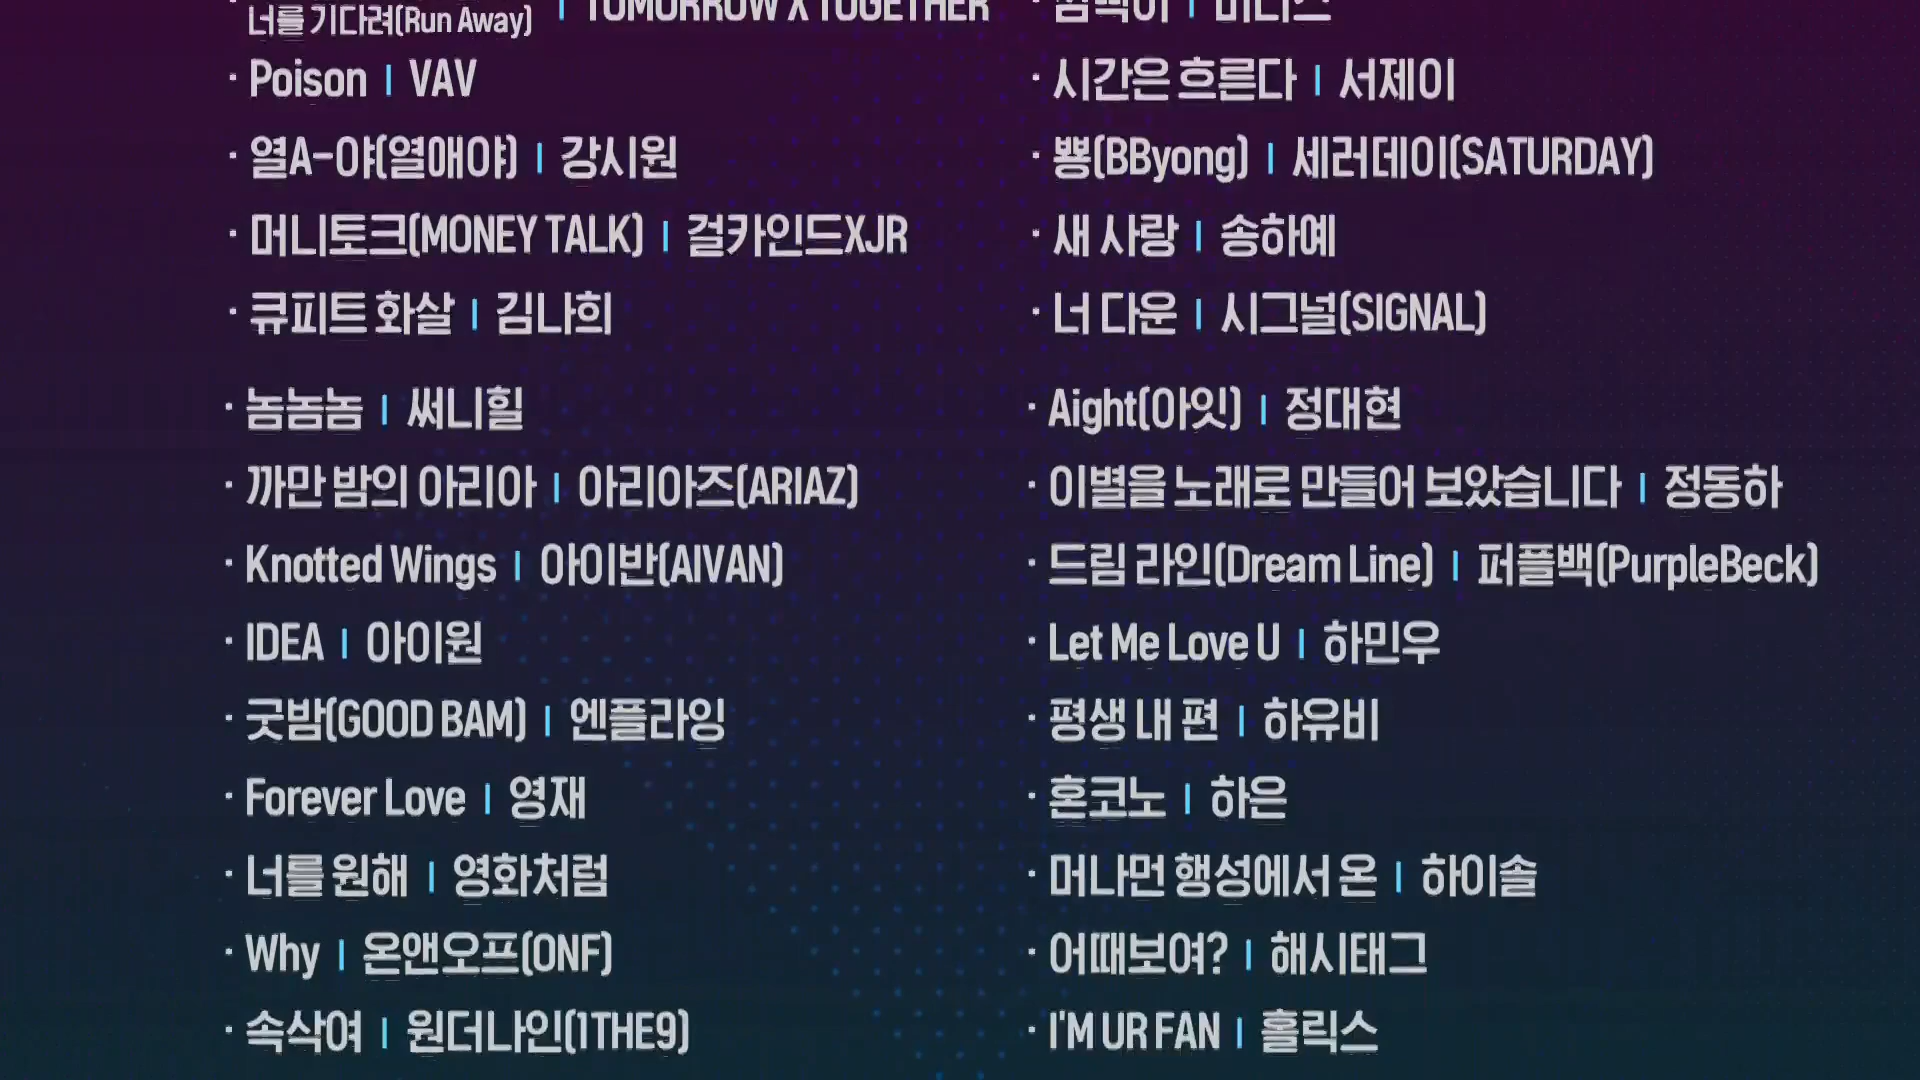 너를 기다려(Run Away) | TOMORROW X TOGETHER
· Poison | VAV
· 열A-야(열애야) | 강시원
· 머니토크(MONEY TALK) | 걸카인드XJR
· 큐피트 화살 | 김나희
· 놈놈놈 | 써니힐
· 까만 밤의 아리아 | 아리아즈(ARIAZ)
· Knotted Wings | 아이반(AIVAN)
· IDEA | 아이원
· 굿밤(GOOD BAM) | 엔플라잉
· Forever Love | 영재
· 너를 원해 | 영화처럼
· Why | 온앤오프(ONF)
· 속삭여 | 원더나인(1THE9)
· 시간은 흐른다 | 서제이
· 뿅(BByong) | 세러데이(SATURDAY)
· 새 사랑 | 송하예
· 너 다운 | 시그널(SIGNAL)
· Aight(아잇) | 정대현
· 이별을 노래로 만들어 보았습니다 | 정동하
· 드림 라인(Dream Line) | 퍼플백(PurpleBeck)
· Let Me Love U | 하민우
· 평생 내 편 | 하유비
· 혼코노 | 하은
· 머나먼 행성에서 온 | 하이솔
· 어때보여? | 해시태그
· I'M UR FAN | 홀릭스